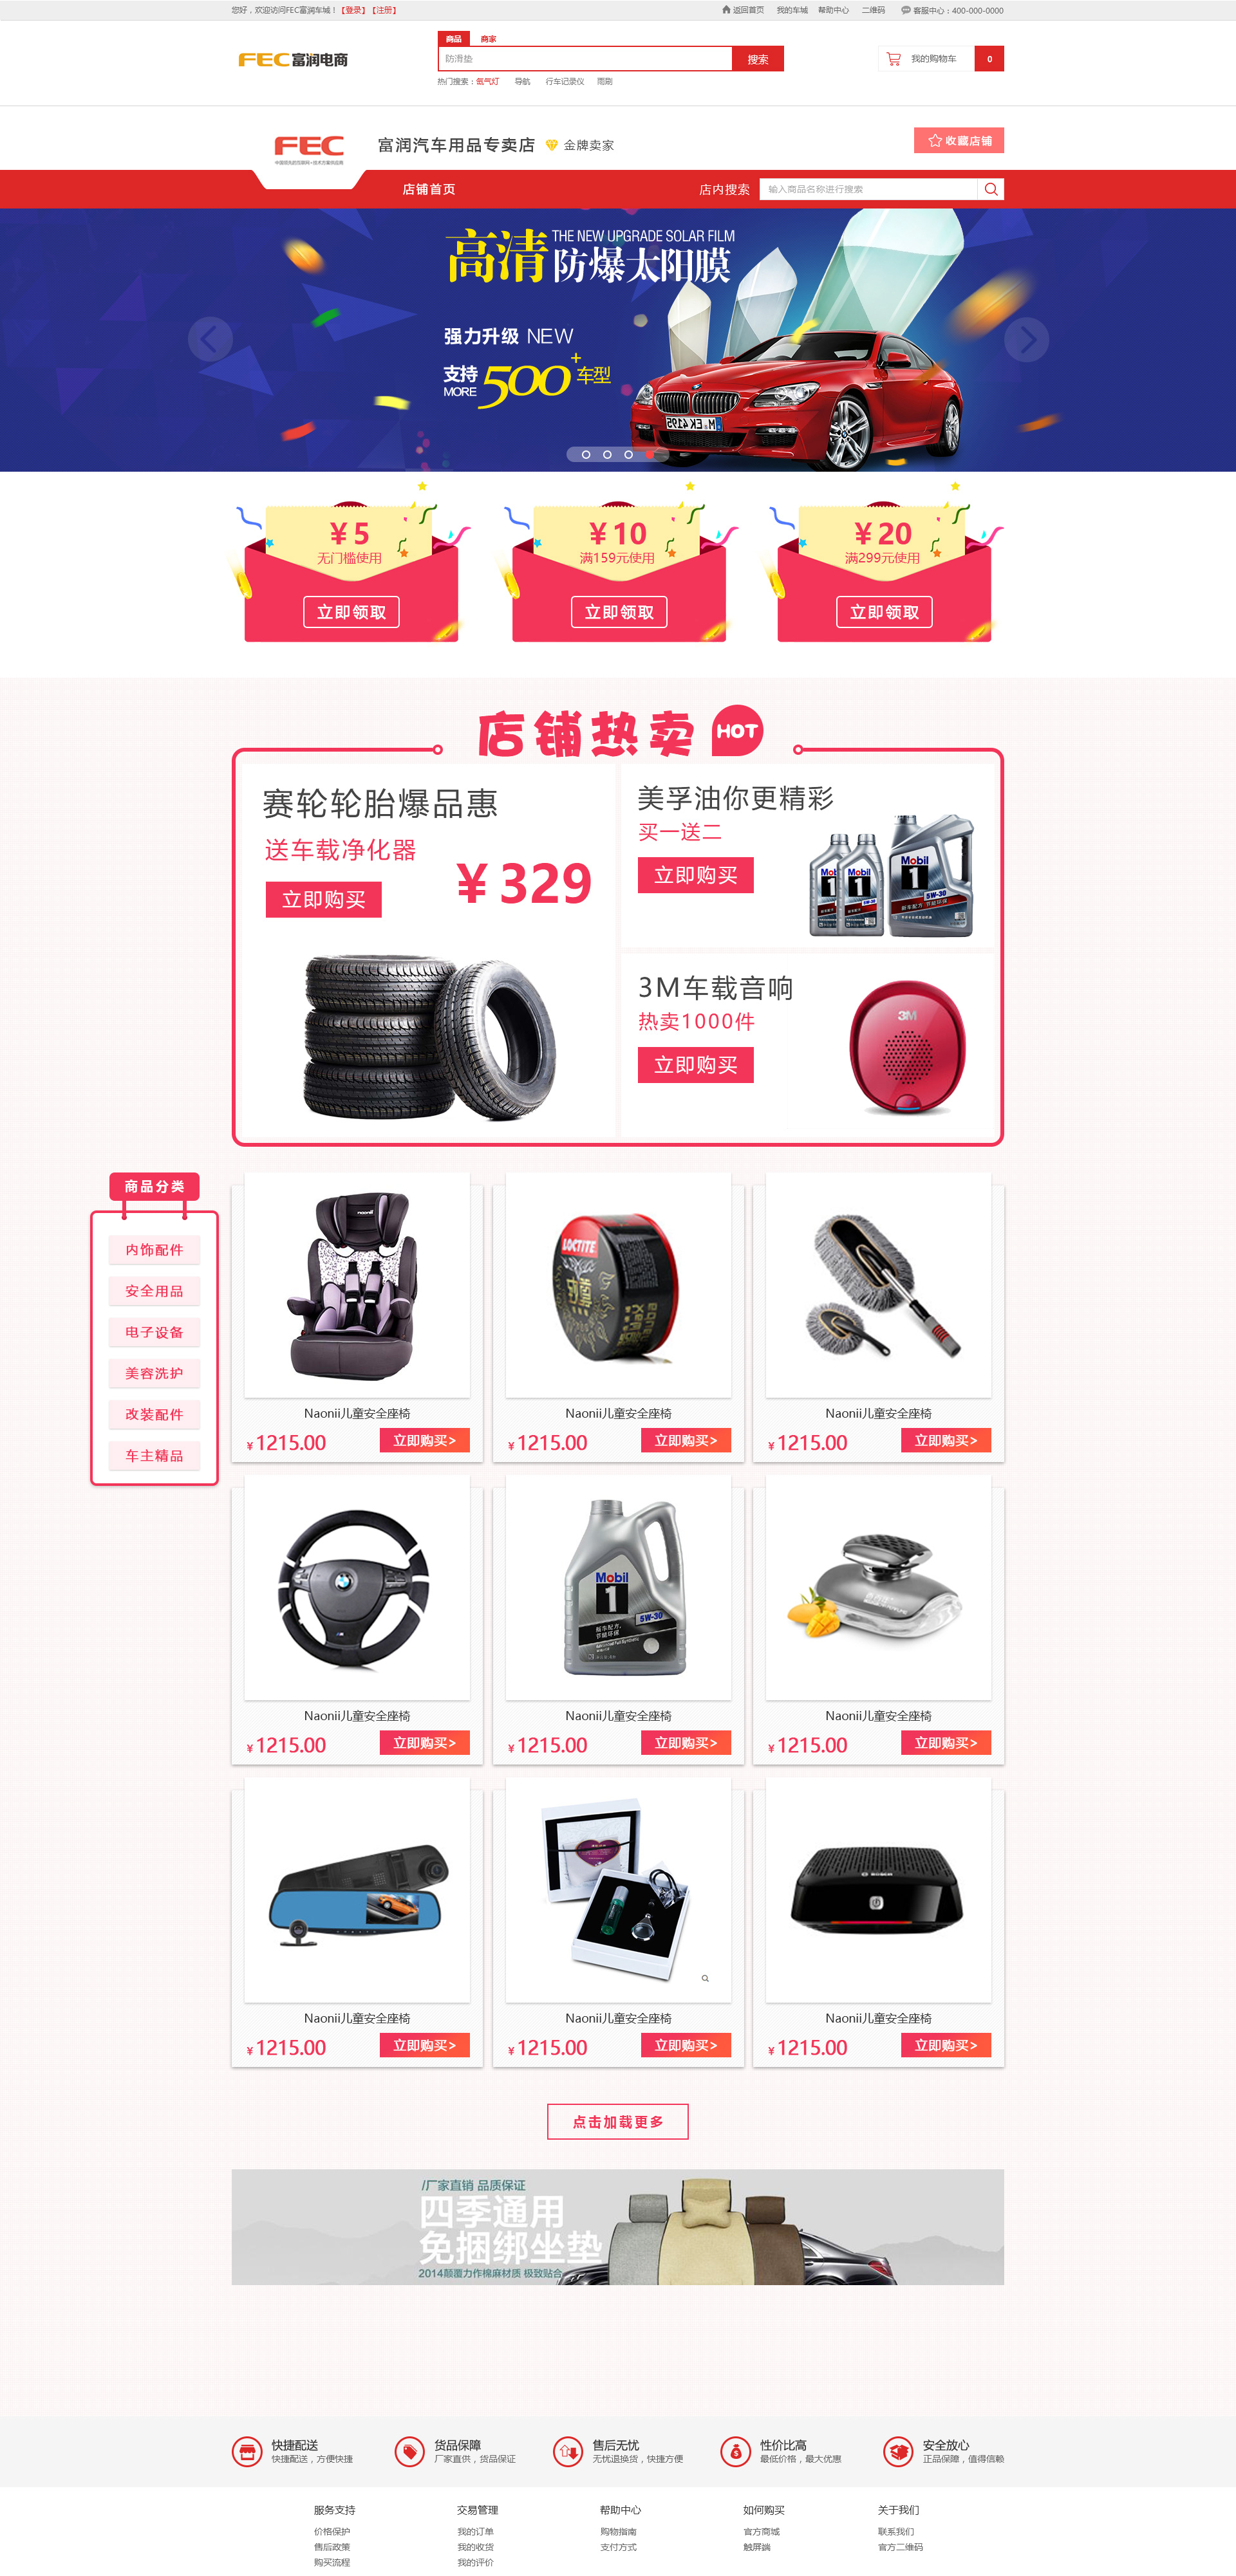 您好，欢迎访问FEC富润车城！【登录】【注册】
返回首页 我的车城 帮助中心 二维码 客服中心：400-000-0000
商品 商家
FEC富润电商
防滑垫 搜索
我的购物车 0
热门搜索：氙气灯 导航 行车记录仪 雨刷
FEC
富润汽车用品专卖店 金牌卖家
收藏店铺
店铺首页
店内搜索 输入商品名称进行搜索
高清
THE NEW UPGRADE SOLAR FILM
防爆太阳膜
强力升级 NEW
支持 MORE 500+车型
M EK4195
¥5
无门槛使用
立即领取
¥10
满159元使用
立即领取
¥20
满299元使用
立即领取
店铺热卖 HOT
赛轮轮胎爆品惠
送车载净化器
立即购买
¥329
美孚油你更精彩
买一送二
立即购买
Mobil 1
Mobil 1
Mobil 1
5W-30
3M车载音响
热卖1000件
立即购买
3M
商品分类
内饰配件
安全用品
电子设备
美容洗护
改装配件
车主精品
naonii
LOCTITE
Naonii儿童安全座椅
¥1215.00 立即购买>
Naonii儿童安全座椅
¥1215.00 立即购买>
Naonii儿童安全座椅
¥1215.00 立即购买>
Mobil
1
5W-30
Naonii儿童安全座椅
¥1215.00 立即购买>
Naonii儿童安全座椅
¥1215.00 立即购买>
Naonii儿童安全座椅
¥1215.00 立即购买>
BOSCH
Naonii儿童安全座椅
¥1215.00 立即购买>
Naonii儿童安全座椅
¥1215.00 立即购买>
Naonii儿童安全座椅
¥1215.00 立即购买>
点击加载更多
/厂家直销 品质保证
四季通用
免捆绑坐垫
2014颠覆力作棉麻材质 极致贴合
快捷配送
快捷配送，方便快捷
货品保障
厂家直供，货品保证
售后无忧
无忧退换货，快捷方便
性价比高
最低价格，最大优惠
安全放心
正品保障，值得信赖
服务支持
价格保护
售后政策
购买流程
交易管理
我的订单
我的收货
我的评价
帮助中心
购物指南
支付方式
如何购买
官方商城
触屏端
关于我们
联系我们
官方二维码